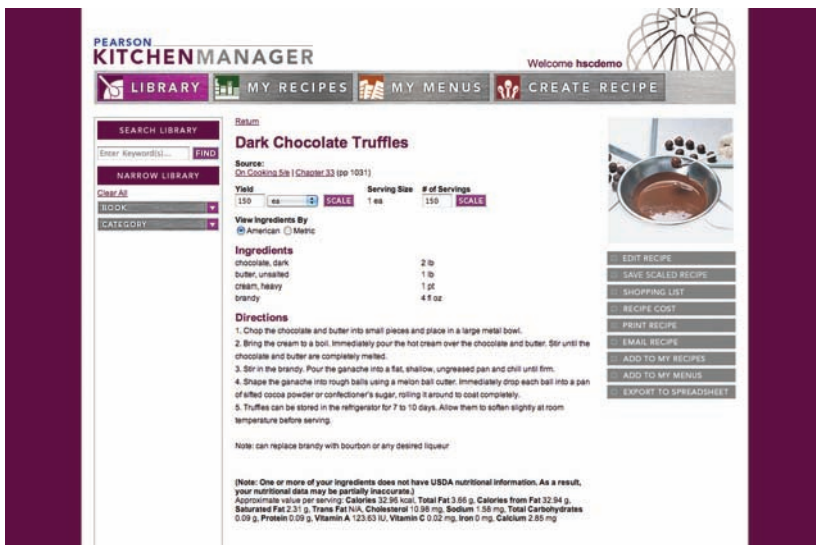 PEARSON
KITCHENMANAGER
Welcome hscdemo
LIBRARY MY RECIPES MY MENUS CREATE RECIPE
SEARCH LIBRARY
Enter Keyword(s)... FIND
NARROW LIBRARY
Clear All
BOOK
CATEGORY
Return
Dark Chocolate Truffles
Source:
On Cooking 5/e | Chapter 33 (pp 1031)
Yield Serving Size # of Servings
150 ea SCALE 1 ea 150 SCALE
View Ingredients By
American Metric
Ingredients
chocolate, dark 2 lb
butter, unsalted 1 lb
cream, heavy 1 pt
brandy 4 fl oz
Directions
1. Chop the chocolate and butter into small pieces and place in a large metal bowl.
2. Bring the cream to a boil. Immediately pour the hot cream over the chocolate and butter. Stir until the
chocolate and butter are completely melted.
3. Stir in the brandy. Pour the ganache into a flat, shallow, ungreased pan and chill until firm.
4. Shape the ganache into rough balls using a melon ball cutter. Immediately drop each ball into a pan
of sifted cocoa powder or confectioner's sugar, rolling it around to coat completely.
5. Truffles can be stored in the refrigerator for 7 to 10 days. Allow them to soften slightly at room
temperature before serving.
Note: can replace brandy with bourbon or any desired liqueur
(Note: One or more of your ingredients does not have USDA nutritional information. As a result,
your nutritional data may be partially inaccurate.)
Approximate value per serving: Calories 32.96 kcal, Total Fat 3.66 g, Calories from Fat 32.94 g,
Saturated Fat 2.31 g, Trans Fat N/A, Cholesterol 10.98 mg, Sodium 1.58 mg, Total Carbohydrates
0.09 g, Protein 0.09 g, Vitamin A 123.63 IU, Vitamin C 0.02 mg, Iron 0 mg, Calcium 2.85 mg
EDIT RECIPE
SAVE SCALED RECIPE
SHOPPING LIST
RECIPE COST
PRINT RECIPE
EMAIL RECIPE
ADD TO MY RECIPES
ADD TO MY MENUS
EXPORT TO SPREADSHEET